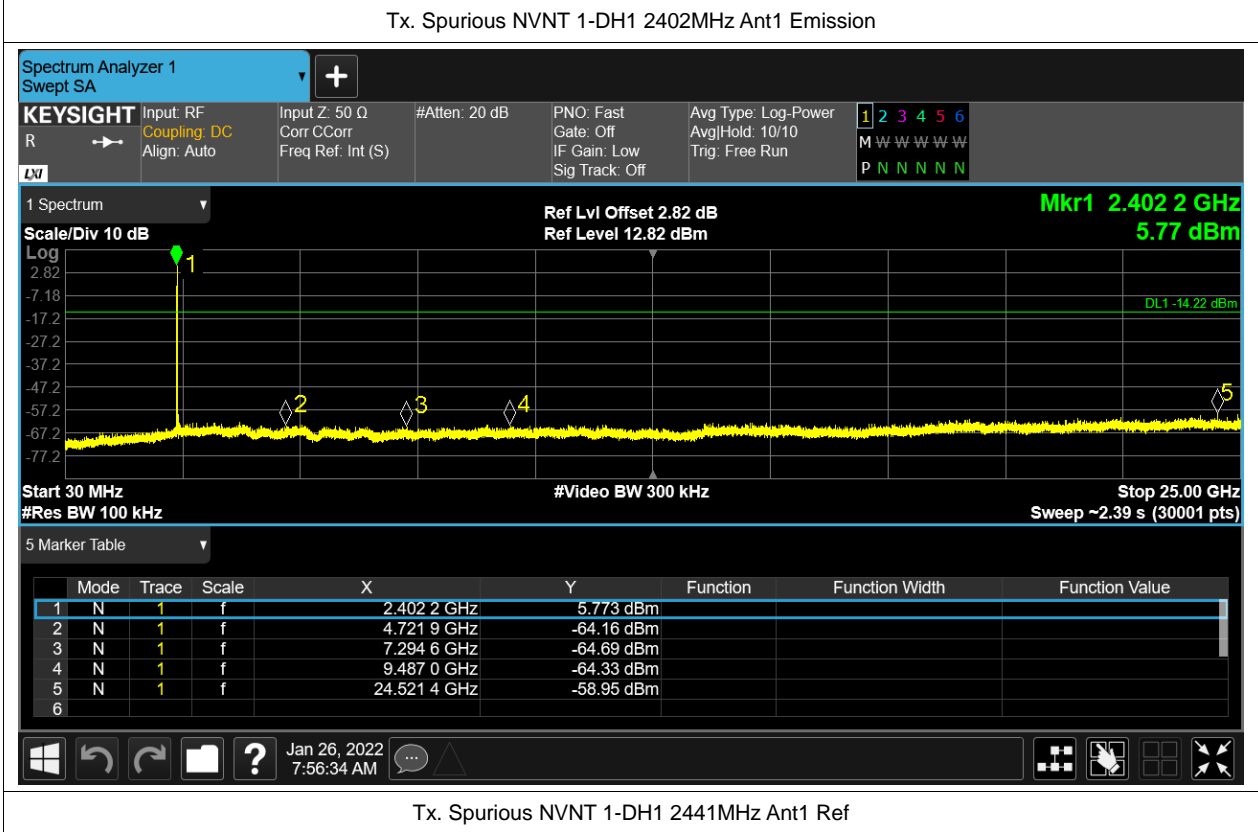 Tx. Spurious NVNT 1-DH1 2402MHz Ant1 Emission
Spectrum Analyzer 1
Swept SA
KEYSIGHT
R
LXI
Input: RF
Coupling: DC
Align: Auto
Input Z: 50 Ω
Corr CCorr
Freq Ref: Int (S)
#Atten: 20 dB
PNO: Fast
Gate: Off
IF Gain: Low
Sig Track: Off
Avg Type: Log-Power
Avg|Hold: 10/10
Trig: Free Run
1 2 3 4 5 6
M W W W W W
P N N N N N
1 Spectrum
Scale/Div 10 dB
Ref Lvl Offset 2.82 dB
Ref Level 12.82 dBm
Mkr1 2.402 2 GHz
5.77 dBm
Log
2.82
-7.18
-17.2
-27.2
-37.2
-47.2
-57.2
-67.2
-77.2
1
DL1 -14.22 dBm
2
3
4
5
Start 30 MHz
#Video BW 300 kHz
Stop 25.00 GHz
#Res BW 100 kHz
Sweep ~2.39 s (30001 pts)
5 Marker Table
Mode Trace Scale X Y Function Function Width Function Value
1 N 1 f 2.402 2 GHz 5.773 dBm
2 N 1 f 4.721 9 GHz -64.16 dBm
3 N 1 f 7.294 6 GHz -64.69 dBm
4 N 1 f 9.487 0 GHz -64.33 dBm
5 N 1 f 24.521 4 GHz -58.95 dBm
6
?
Jan 26, 2022
7:56:34 AM
Tx. Spurious NVNT 1-DH1 2441MHz Ant1 Ref